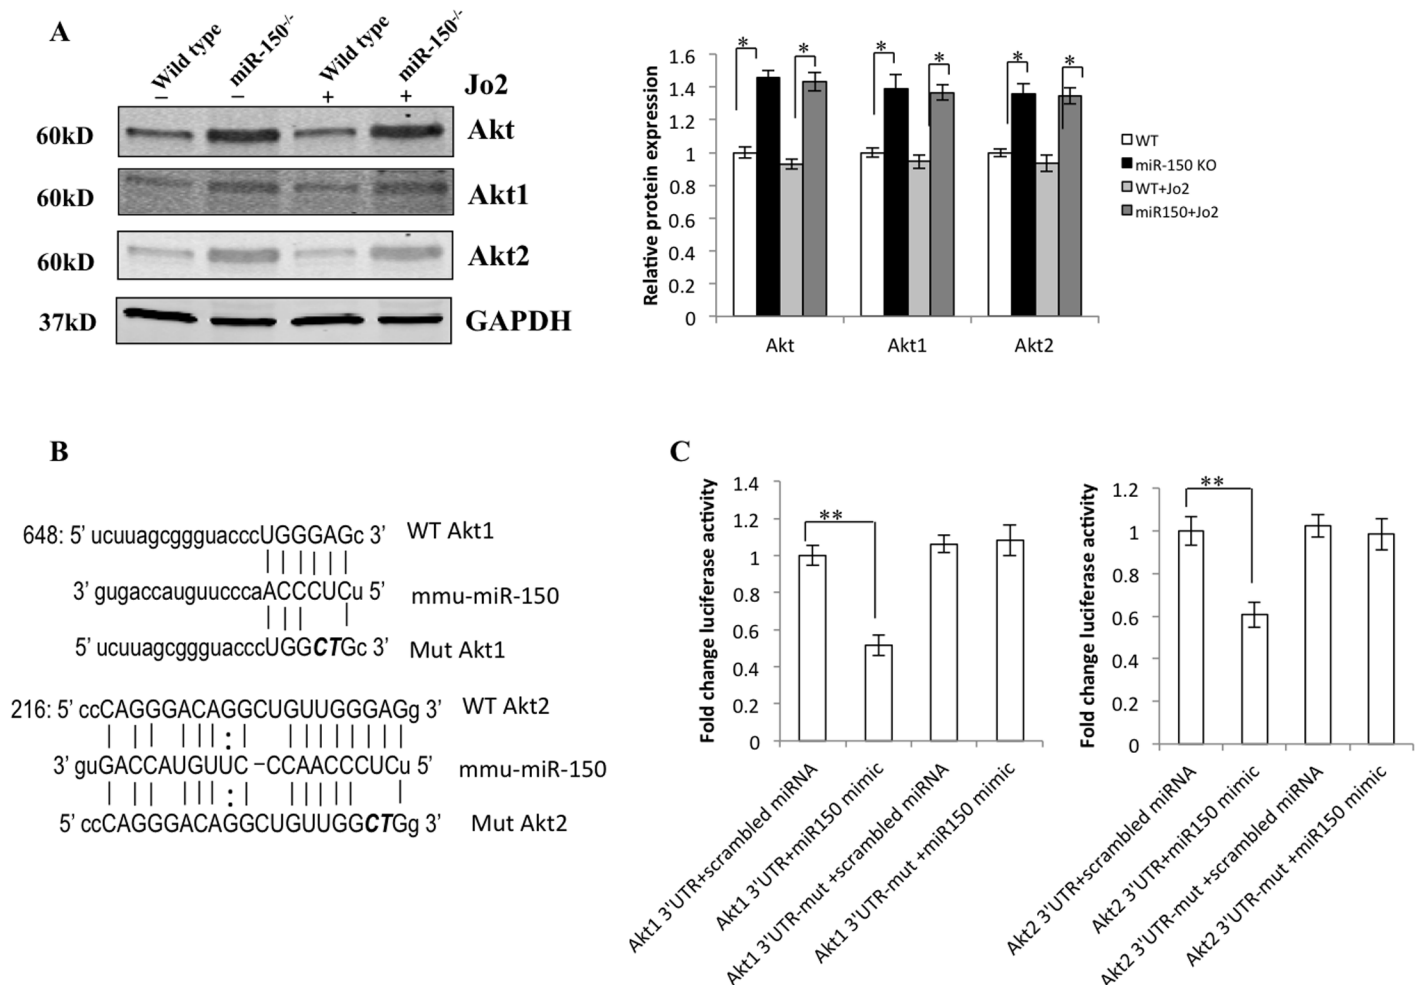 A
Wild type
miR-150-/-
Wild type
miR-150-/-
Jo2
− − + +
60kD Akt
60kD Akt1
60kD Akt2
37kD GAPDH
Relative protein expression
1.6
1.4
1.2
1
0.8
0.6
0.4
0.2
0
* * * * * *
Akt Akt1 Akt2
WT
miR-150 KO
WT+Jo2
miR150+Jo2
B
648: 5’ ucuuagcggguacccUGGGAGc 3’ WT Akt1
3’ gugaccauguucccaACCCUCu 5’ mmu-miR-150
5’ ucuuagcggguacccUGGCTGc 3’ Mut Akt1
216: 5’ ccCAGGGACAGGCUGUUGGGAGg 3’ WT Akt2
3’ guGACCAUGUUC−CCAACCCUCu 5’ mmu-miR-150
5’ ccCAGGGACAGGCUGUUGGCTGg 3’ Mut Akt2
C
Fold change luciferase activity
1.4
1.2
1
0.8
0.6
0.4
0.2
0
**
Akt1 3'UTR+scrambled miRNA
Akt1 3'UTR+miR150 mimic
Akt1 3'UTR-mut +scrambled miRNA
Akt1 3'UTR-mut +miR150 mimic
Fold change luciferase activity
1.2
1
0.8
0.6
0.4
0.2
0
**
Akt2 3'UTR+scrambled miRNA
Akt2 3'UTR+miR150 mimic
Akt2 3'UTR-mut +scrambled miRNA
Akt2 3'UTR-mut +miR150 mimic